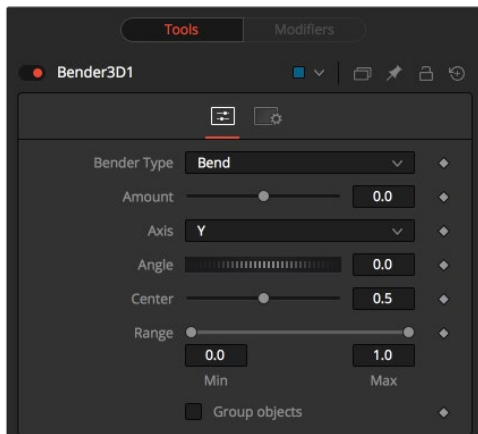 Tools Modifiers
Bender3D1
Bender Type Bend
Amount 0.0
Axis Y
Angle 0.0
Center 0.5
Range
0.0 1.0
Min Max
Group objects